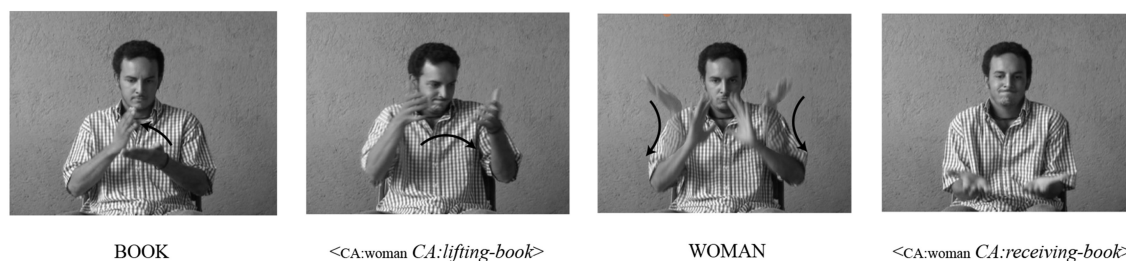 BOOK
<CA:woman CA:lifting-book>
WOMAN
<CA:woman CA:receiving-book>